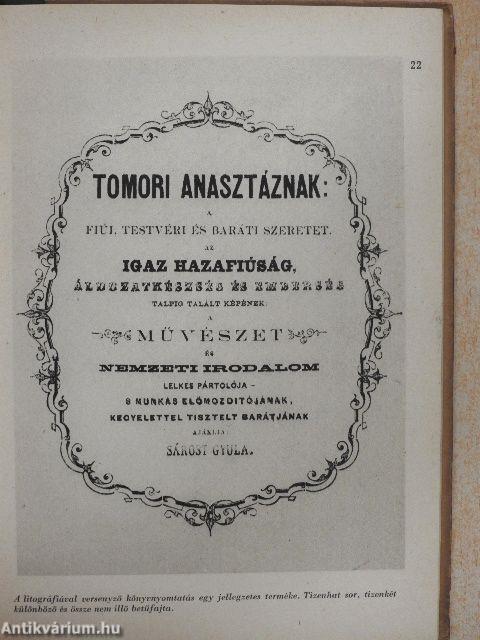 22
TOMORI ANASZTÁZNAK:
A
FIÚI, TESTVÉRI ÉS BARÁTI SZERETET,
AZ
IGAZ HAZAFIÚSÁG,
ÁLDOZATKÉSZSÉG ÉS EMBERSÉG
TALPIG TALÁLT KÉPÉNEK:
A
MŰVÉSZET
ÉS
NEMZETI IRODALOM
LELKES PÁRTOLÓJA –
S MUNKÁS ELŐMOZDITÓJÁNAK,
KEGYELETTEL TISZTELT BARÁTJÁNAK
AJÁNLJA:
SÁROSY GYULA.
A litográfiával versenyző könyvnyomtatás egy jellegzetes terméke. Tizenhat sor, tizenkét
különböző és össze nem illő betűfajta.
© Antikvárium.hu
Antikvárium.hu